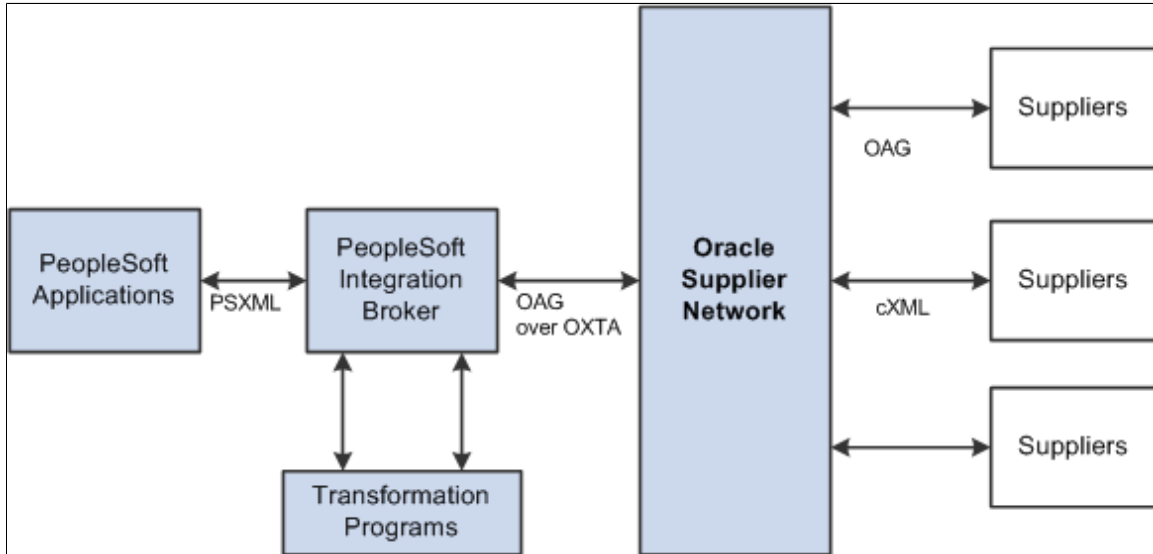 PeopleSoft
Applications
PSXML
PeopleSoft
Integration
Broker
OAG
over OXTA
Transformation
Programs
Oracle
Supplier
Network
OAG
Suppliers
cXML
Suppliers
Suppliers